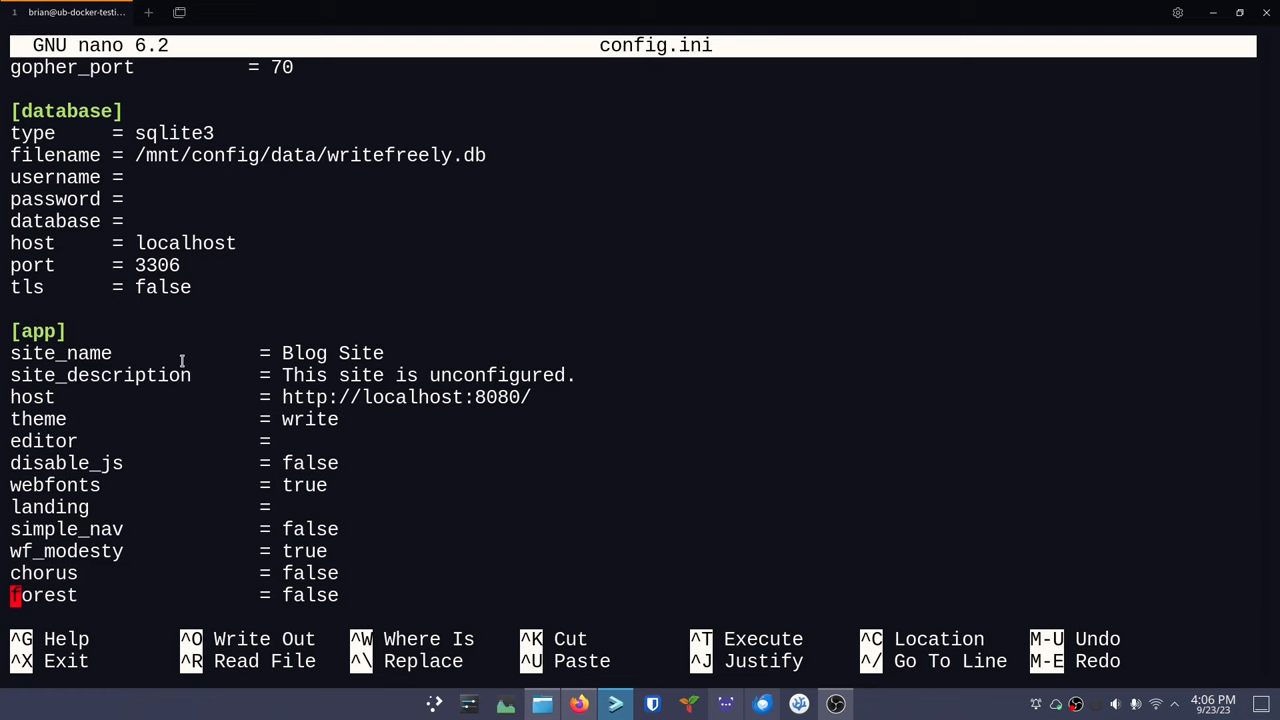 1 brian@ub-docker-testi...
GNU nano 6.2 config.ini
gopher_port = 70
[database]
type = sqlite3
filename = /mnt/config/data/writefreely.db
username =
password =
database =
host = localhost
port = 3306
tls = false
[app]
site_name = Blog Site
site_description = This site is unconfigured.
host = http://localhost:8080/
theme = write
editor =
disable_js = false
webfonts = true
landing =
simple_nav = false
wf_modesty = true
chorus = false
forest = false
^G Help ^O Write Out ^W Where Is ^K Cut ^T Execute ^C Location M-U Undo
^X Exit ^R Read File ^\ Replace ^U Paste ^J Justify ^/ Go To Line M-E Redo
4:06 PM
9/23/23